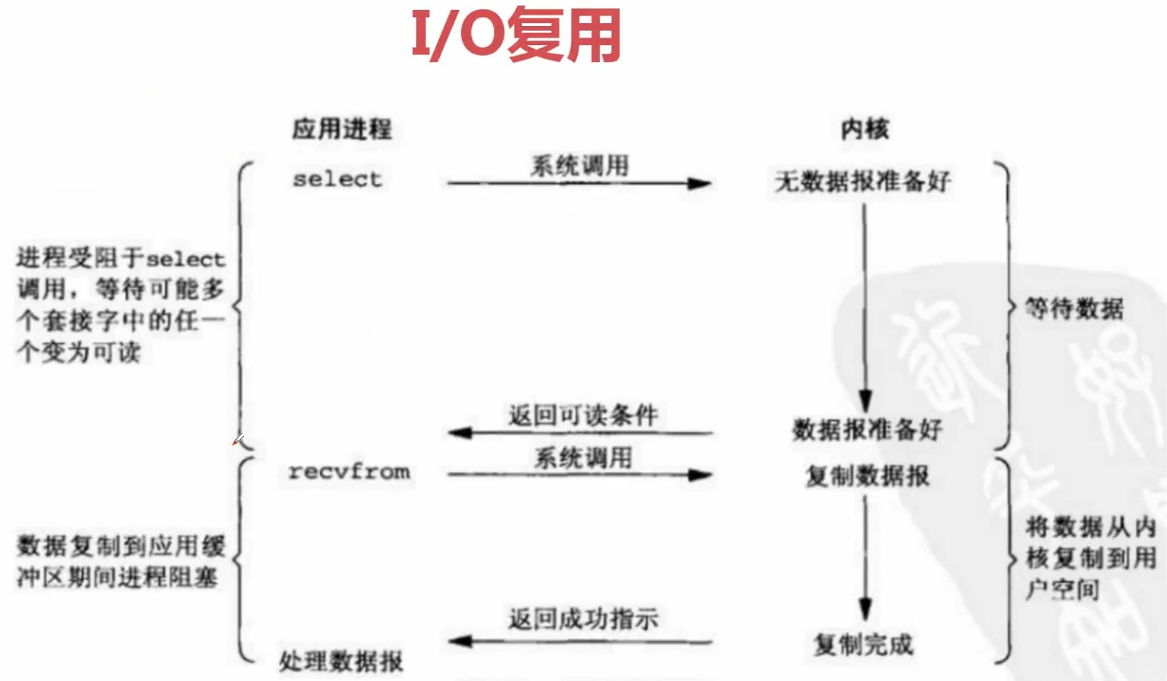 I/O复用
应用进程
内核
select
系统调用
无数据报准备好
进程受阻于select
调用，等待可能多
个套接字中的任一
个变为可读
等待数据
返回可读条件
数据报准备好
recvfrom
系统调用
复制数据报
数据复制到应用缓
冲区期间进程阻塞
将数据从内
核复制到用
户空间
返回成功指示
复制完成
处理数据报